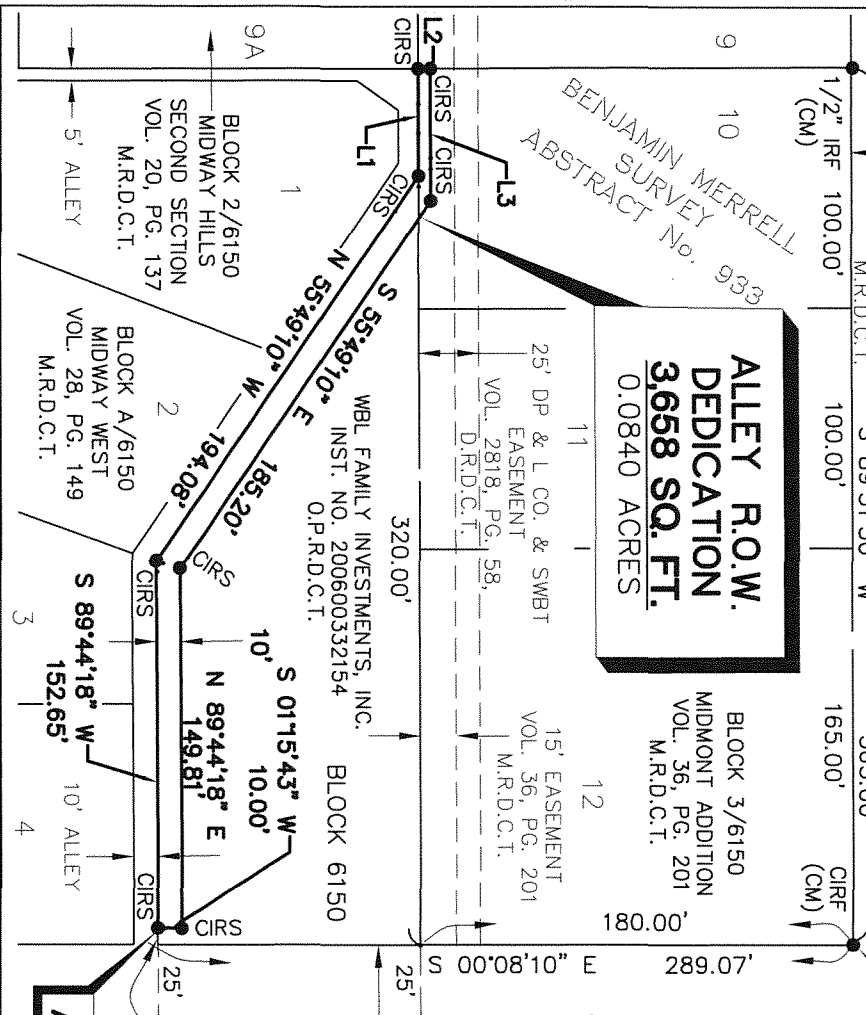 M.R.D.C.T.
S 89°51'50" W
1/2" IRF
(CM)
100.00'
100.00'
165.00'
CIRF
(CM)
9
10
BENJAMIN MERRELL
SURVEY
ABSTRACT No. 933
ALLEY R.O.W.
DEDICATION
3,658 SQ. FT.
0.0840 ACRES
BLOCK 3/6150
MIDMONT ADDITION
VOL. 36, PG. 201
M.R.D.C.T.
11
12
25' DP & L CO. & SWBT
EASEMENT
VOL. 2818, PG. 58,
D.R.D.C.T.
15' EASEMENT
VOL. 36, PG. 201
M.R.D.C.T.
180.00'
289.07'
S 00°08'10" E
L2
CIRS
CIRS
CIRS
L3
L1
CIRS
320.00'
9A
1
BLOCK 2/6150
MIDWAY HILLS
SECOND SECTION
VOL. 20, PG. 137
M.R.D.C.T.
5' ALLEY
N 55°49'10" W
194.08'
S 55°49'10" E
185.20'
WBL FAMILY INVESTMENTS, INC.
INST. NO. 200600332154
O.P.R.D.C.T.
BLOCK 6150
2
BLOCK A/6150
MIDWAY WEST
VOL. 28, PG. 149
M.R.D.C.T.
CIRS
CIRS
10'
S 01°15'43" W
10.00'
N 89°44'18" E
149.81'
S 89°44'18" W
152.65'
3
10' ALLEY
4
CIRS
CIRS
25'
25'